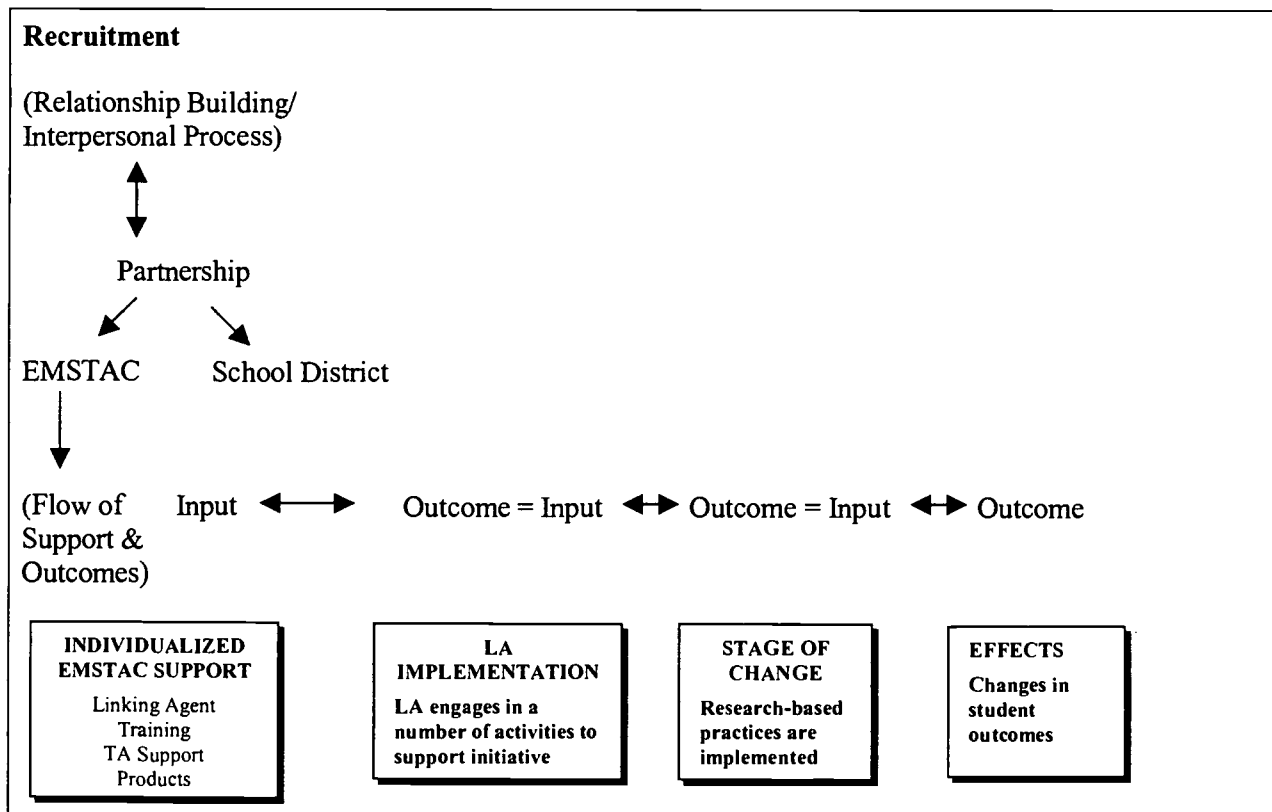 Recruitment
(Relationship Building/
Interpersonal Process)
Partnership
EMSTAC School District
(Flow of Support & Outcomes) Input Outcome = Input Outcome = Input Outcome
INDIVIDUALIZED
EMSTAC SUPPORT
Linking Agent
Training
TA Support
Products
LA
IMPLEMENTATION
LA engages in a
number of activities to
support initiative
STAGE OF
CHANGE
Research-based
practices are
implemented
EFFECTS
Changes in
student
outcomes